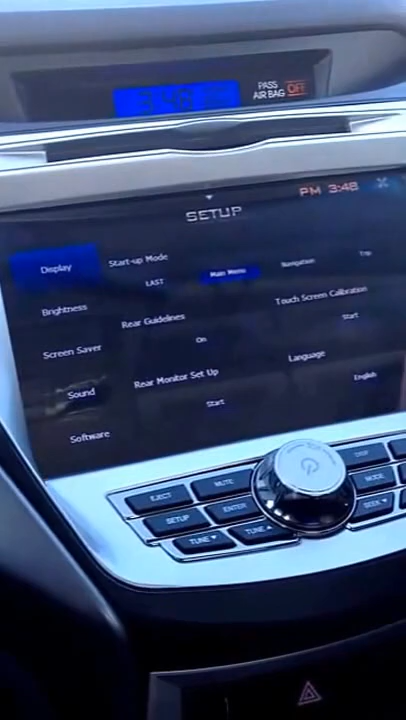 3:48
PASS
AIR BAG OFF
PM 3:48
SETUP
Display
Start-up Mode
LAST Main Menu Navigation Trip
Brightness
Rear Guidelines
Touch Screen Calibration
On
Start
Screen Saver
Rear Monitor Set Up
Language
Sound
Start
English
Software
EJECT MUTE DISP
SETUP ENTER MODE
TUNE ▼ TUNE ▲ SEEK ▼